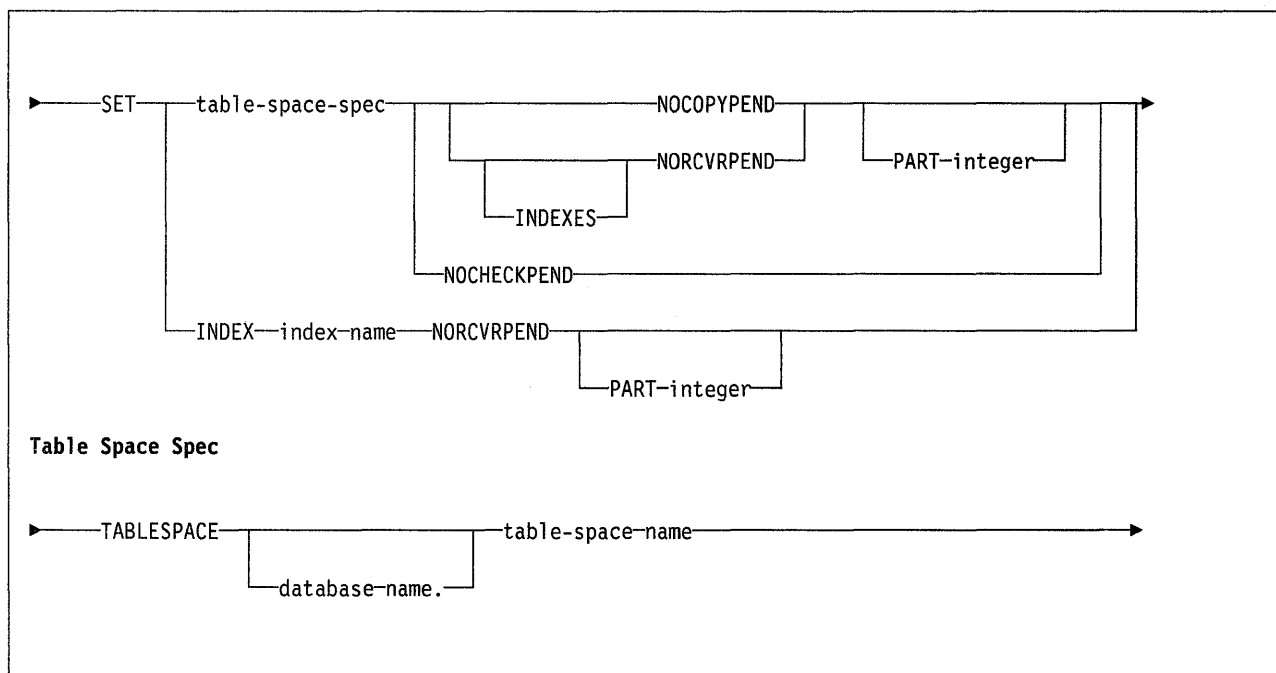 SET table-space-spec NOCOPYPEND
NORCVRPEND PART-integer
INDEXES
NOCHECKPEND
INDEX index-name NORCVRPEND
PART-integer
Table Space Spec
TABLESPACE table-space-name
database-name.